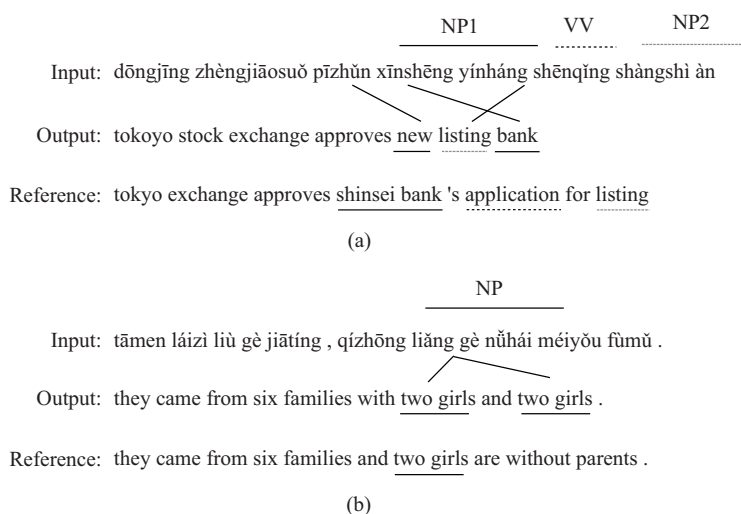 NP1 VV NP2
Input: dōngjīng zhèngjiāosuǒ pīzhǔn xīnshēng yínháng shēnqǐng shàngshì àn
Output: tokoyo stock exchange approves new listing bank
Reference: tokyo exchange approves shinsei bank 's application for listing
(a)
NP
Input: tāmen láizì liù gè jiātíng , qízhōng liǎng gè nǚhái méiyǒu fùmǔ .
Output: they came from six families with two girls and two girls .
Reference: they came from six families and two girls are without parents .
(b)